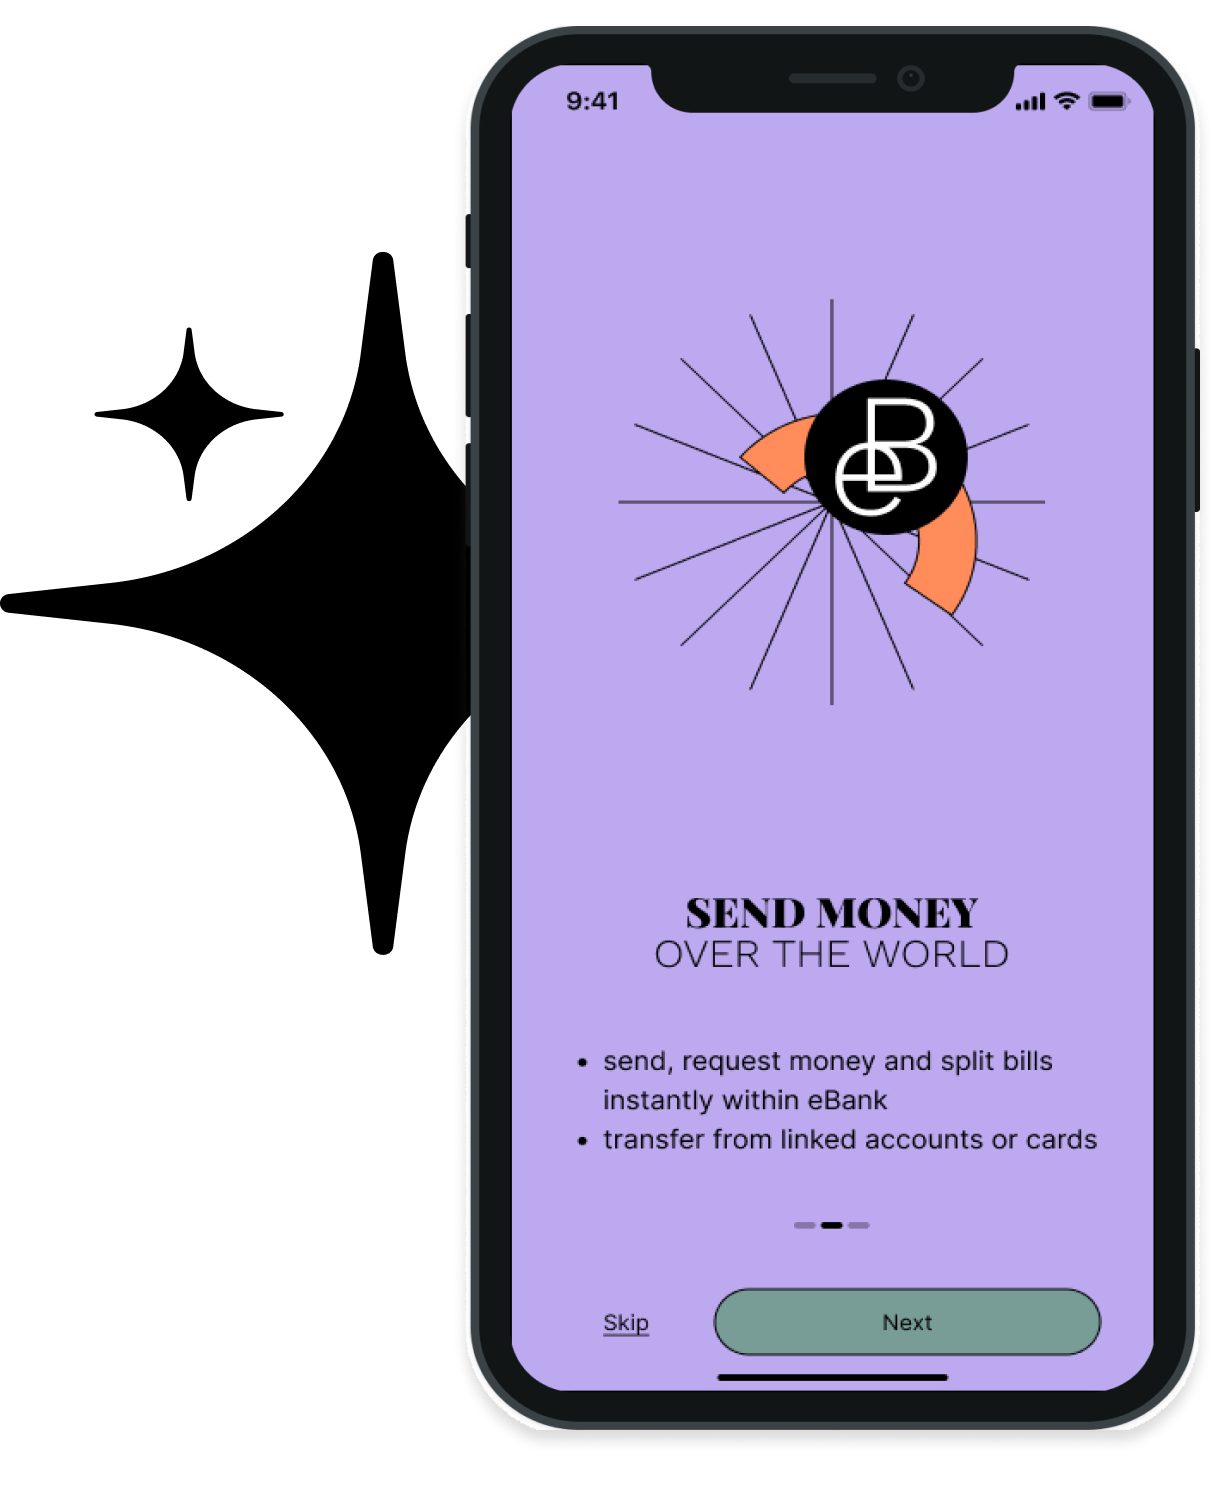 9:41
eB
SEND MONEY
OVER THE WORLD
• send, request money and split bills
instantly within eBank
• transfer from linked accounts or cards
Skip
Next